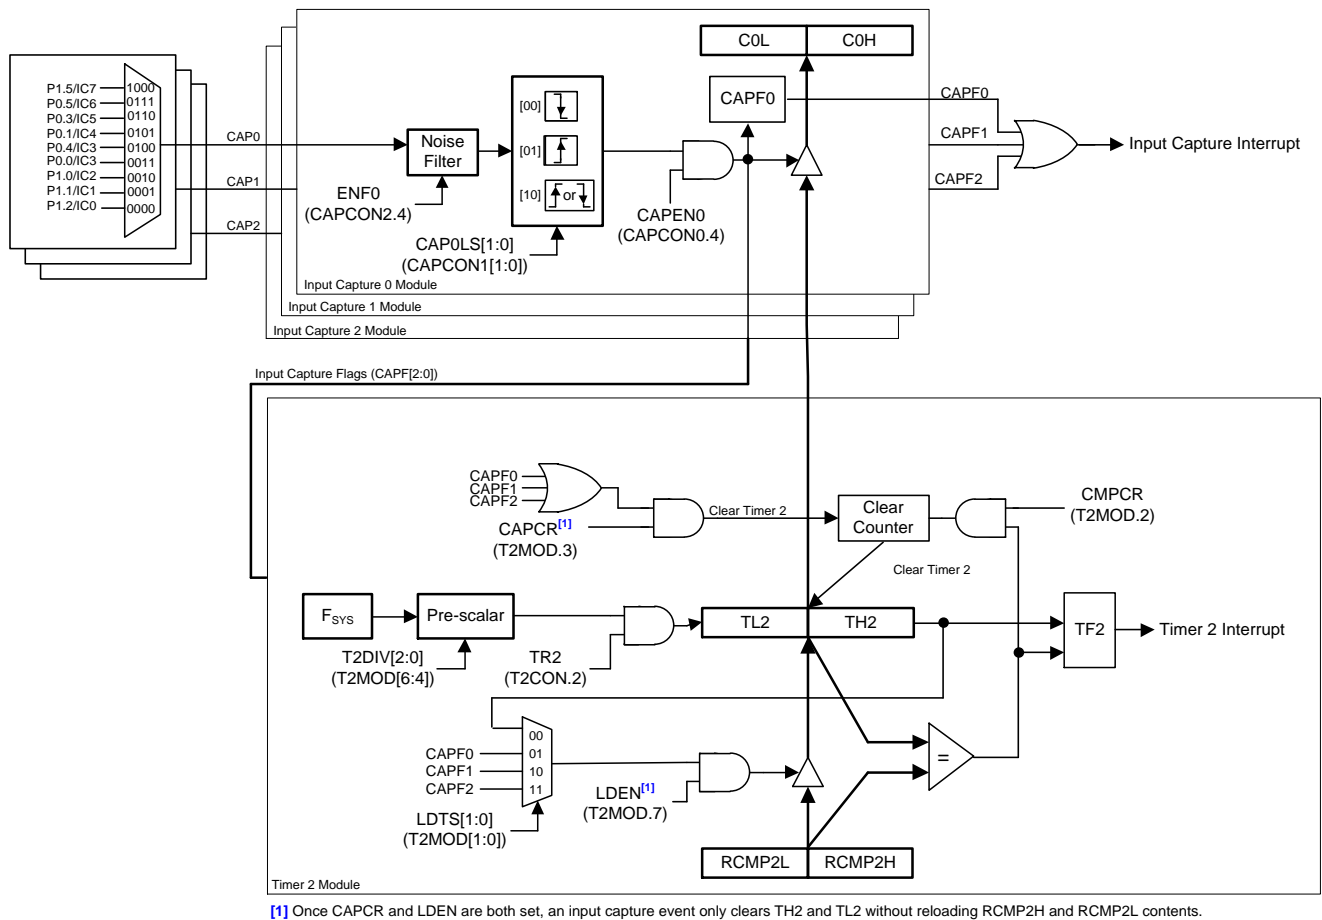 C0L C0H
P1.5/IC7 1000
P0.5/IC6 0111
P0.3/IC5 0110
P0.1/IC4 0101
P0.4/IC3 0100
P0.0/IC3 0011
P1.0/IC2 0010
P1.1/IC1 0001
P1.2/IC0 0000
CAP0
CAP1
CAP2
Noise
Filter
ENF0
(CAPCON2.4)
[00]
[01]
[10] or
CAP0LS[1:0]
(CAPCON1[1:0])
CAPEN0
(CAPCON0.4)
CAPF0
CAPF0
CAPF1
CAPF2
Input Capture Interrupt
Input Capture 0 Module
Input Capture 1 Module
Input Capture 2 Module
Input Capture Flags (CAPF[2:0])
CAPF0
CAPF1
CAPF2
CAPCR[1]
(T2MOD.3)
Clear Timer 2
Clear
Counter
CMPCR
(T2MOD.2)
Clear Timer 2
FSYS
Pre-scalar
T2DIV[2:0]
(T2MOD[6:4])
TR2
(T2CON.2)
TL2 TH2
TF2
Timer 2 Interrupt
00
CAPF0 01
CAPF1 10
CAPF2 11
LDTS[1:0]
(T2MOD[1:0])
LDEN[1]
(T2MOD.7)
=
RCMP2L RCMP2H
Timer 2 Module
[1] Once CAPCR and LDEN are both set, an input capture event only clears TH2 and TL2 without reloading RCMP2H and RCMP2L contents.